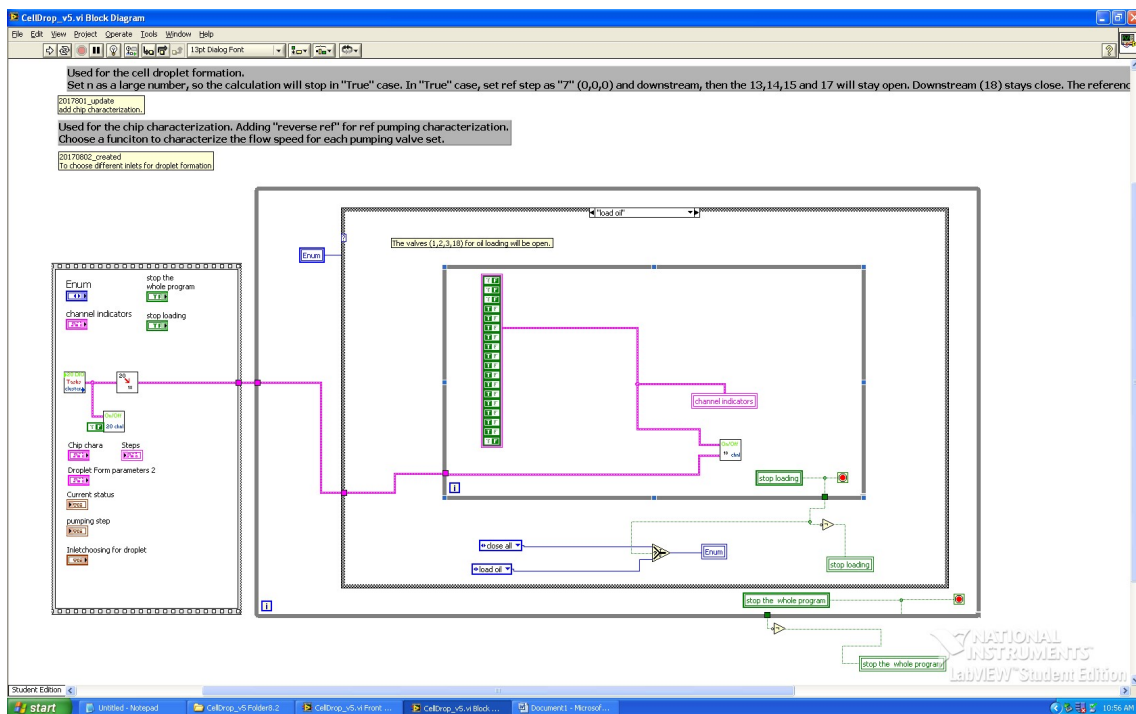 CellDrop_v5.vi Block Diagram
File Edit View Project Operate Tools Window Help
13pt Dialog Font
Used for the cell droplet formation.
Set n as a large number, so the calculation will stop in "True" case. In "True" case, set ref step as "7" (0,0,0) and downstream, then the 13,14,15 and 17 will stay open. Downstream (18) stays close. The referenc
2017801_update
add chip characterization.
Used for the chip characterization. Adding "reverse ref" for ref pumping characterization.
Choose a funciton to characterize the flow speed for each pumping valve set.
20170802_created
To choose different inlets for droplet formation
"load oil"
Enum
The valves (1,2,3,18) for oil loading will be open.
Enum
stop the
whole program
channel indicators
stop loading
channel indicators
Chip chara
Steps
Droplet Form parameters 2
Current status
pumping step
Inletchoosing for droplet
stop loading
i
close all
load oil
Enum
stop loading
i
stop the whole program
stop the whole program
NATIONAL
INSTRUMENTS
LabVIEW Student Edition
Student Edition
start
Untitled - Notepad
CellDrop_v5 Folder8.2
CellDrop_v5.vi Front ...
CellDrop_v5.vi Block ...
Document1 - Microsof...
10:56 AM